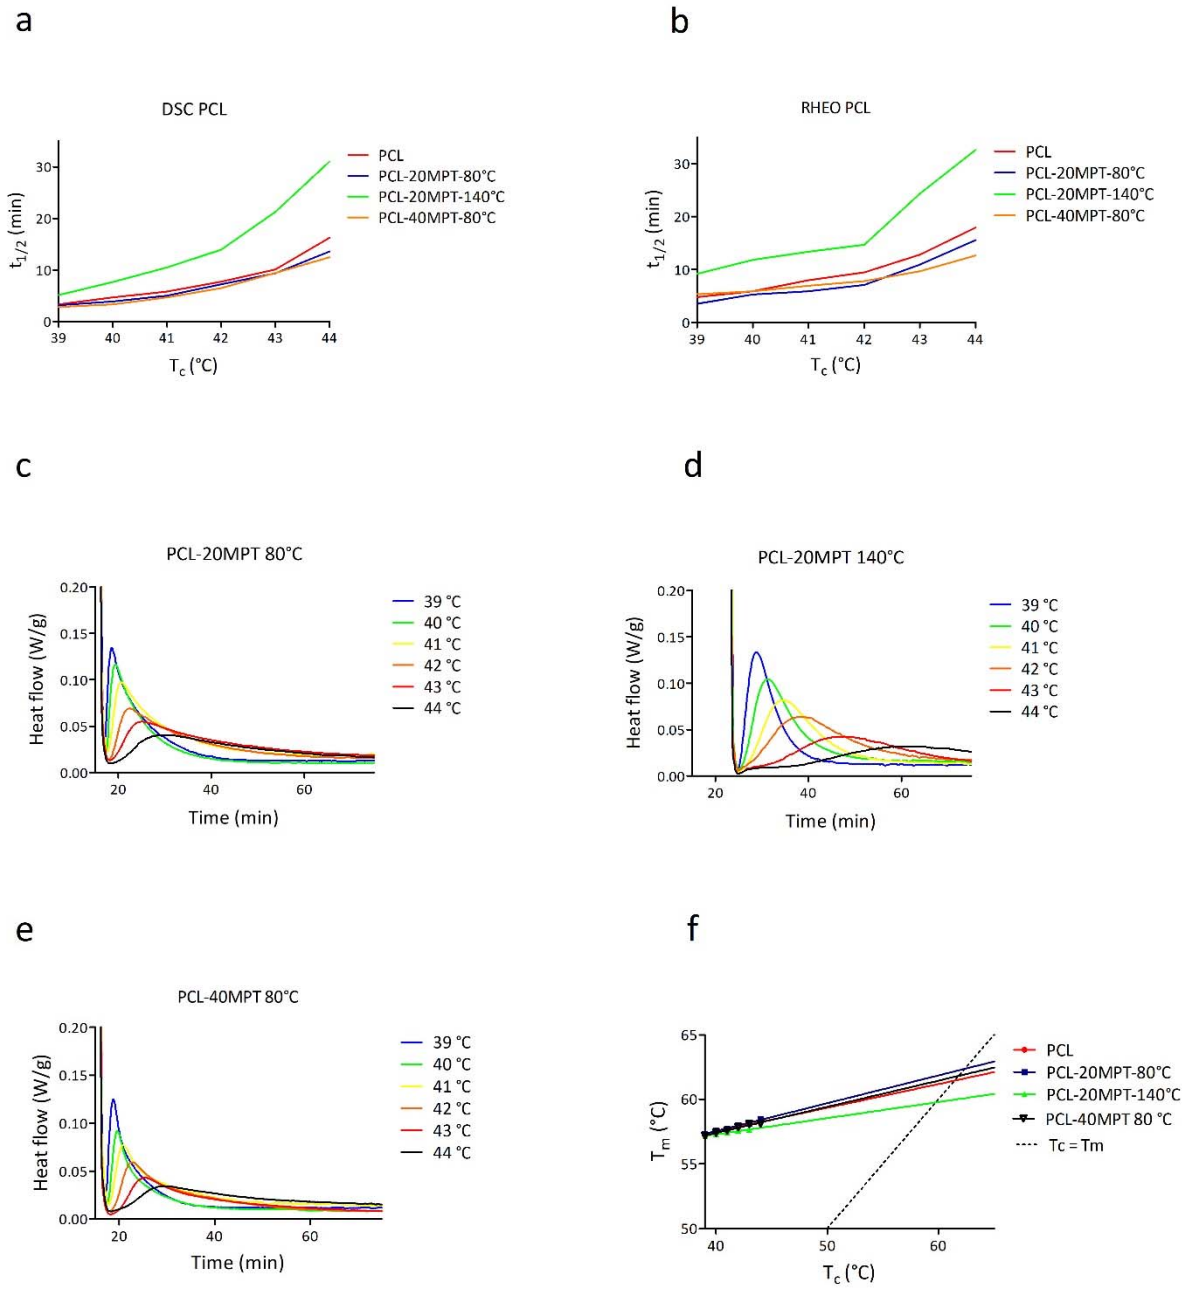 a
DSC PCL
t1/2 (min)
30
20
10
0
39 40 41 42 43 44
Tc (°C)
PCL
PCL-20MPT-80°C
PCL-20MPT-140°C
PCL-40MPT-80°C
b
RHEO PCL
t1/2 (min)
30
20
10
0
39 40 41 42 43 44
Tc (°C)
PCL
PCL-20MPT-80°C
PCL-20MPT-140°C
PCL-40MPT-80°C
c
PCL-20MPT 80°C
Heat flow (W/g)
0.20
0.15
0.10
0.05
0.00
20 40 60
Time (min)
39 °C
40 °C
41 °C
42 °C
43 °C
44 °C
d
PCL-20MPT 140°C
Heat flow (W/g)
0.20
0.15
0.10
0.05
0.00
20 40 60
Time (min)
39 °C
40 °C
41 °C
42 °C
43 °C
44 °C
e
PCL-40MPT 80°C
Heat flow (W/g)
0.20
0.15
0.10
0.05
0.00
20 40 60
Time (min)
39 °C
40 °C
41 °C
42 °C
43 °C
44 °C
f
Tm (°C)
65
60
55
50
40 50 60
Tc (°C)
PCL
PCL-20MPT-80°C
PCL-20MPT-140°C
PCL-40MPT 80 °C
Tc = Tm